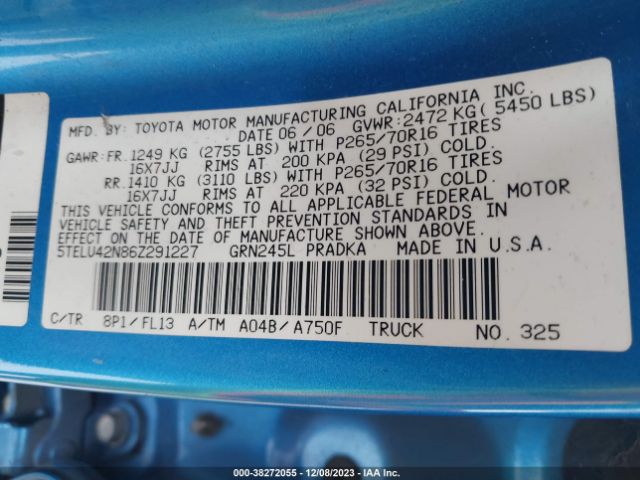 MFD. BY: TOYOTA MOTOR MANUFACTURING CALIFORNIA INC.
DATE 06/06 GVWR: 2472 KG( 5450 LBS)
GAWR: FR. 1249 KG (2755 LBS) WITH P265/70R16 TIRES
16X7JJ RIMS AT 200 KPA (29 PSI) COLD.
RR. 1410 KG (3110 LBS) WITH P265/70R16 TIRES
16X7JJ RIMS AT 220 KPA (32 PSI) COLD.
THIS VEHICLE CONFORMS TO ALL APPLICABLE FEDERAL MOTOR
VEHICLE SAFETY AND THEFT PREVENTION STANDARDS IN
EFFECT ON THE DATE OF MANUFACTURE SHOWN ABOVE.
5TELU42N86Z291227 GRN245L PRADKA
C/TR 8P1/FL13 A/TM A04B/A750F TRUCK NO. 325
000-38272055 — 12/08/2023 — IAA Inc.